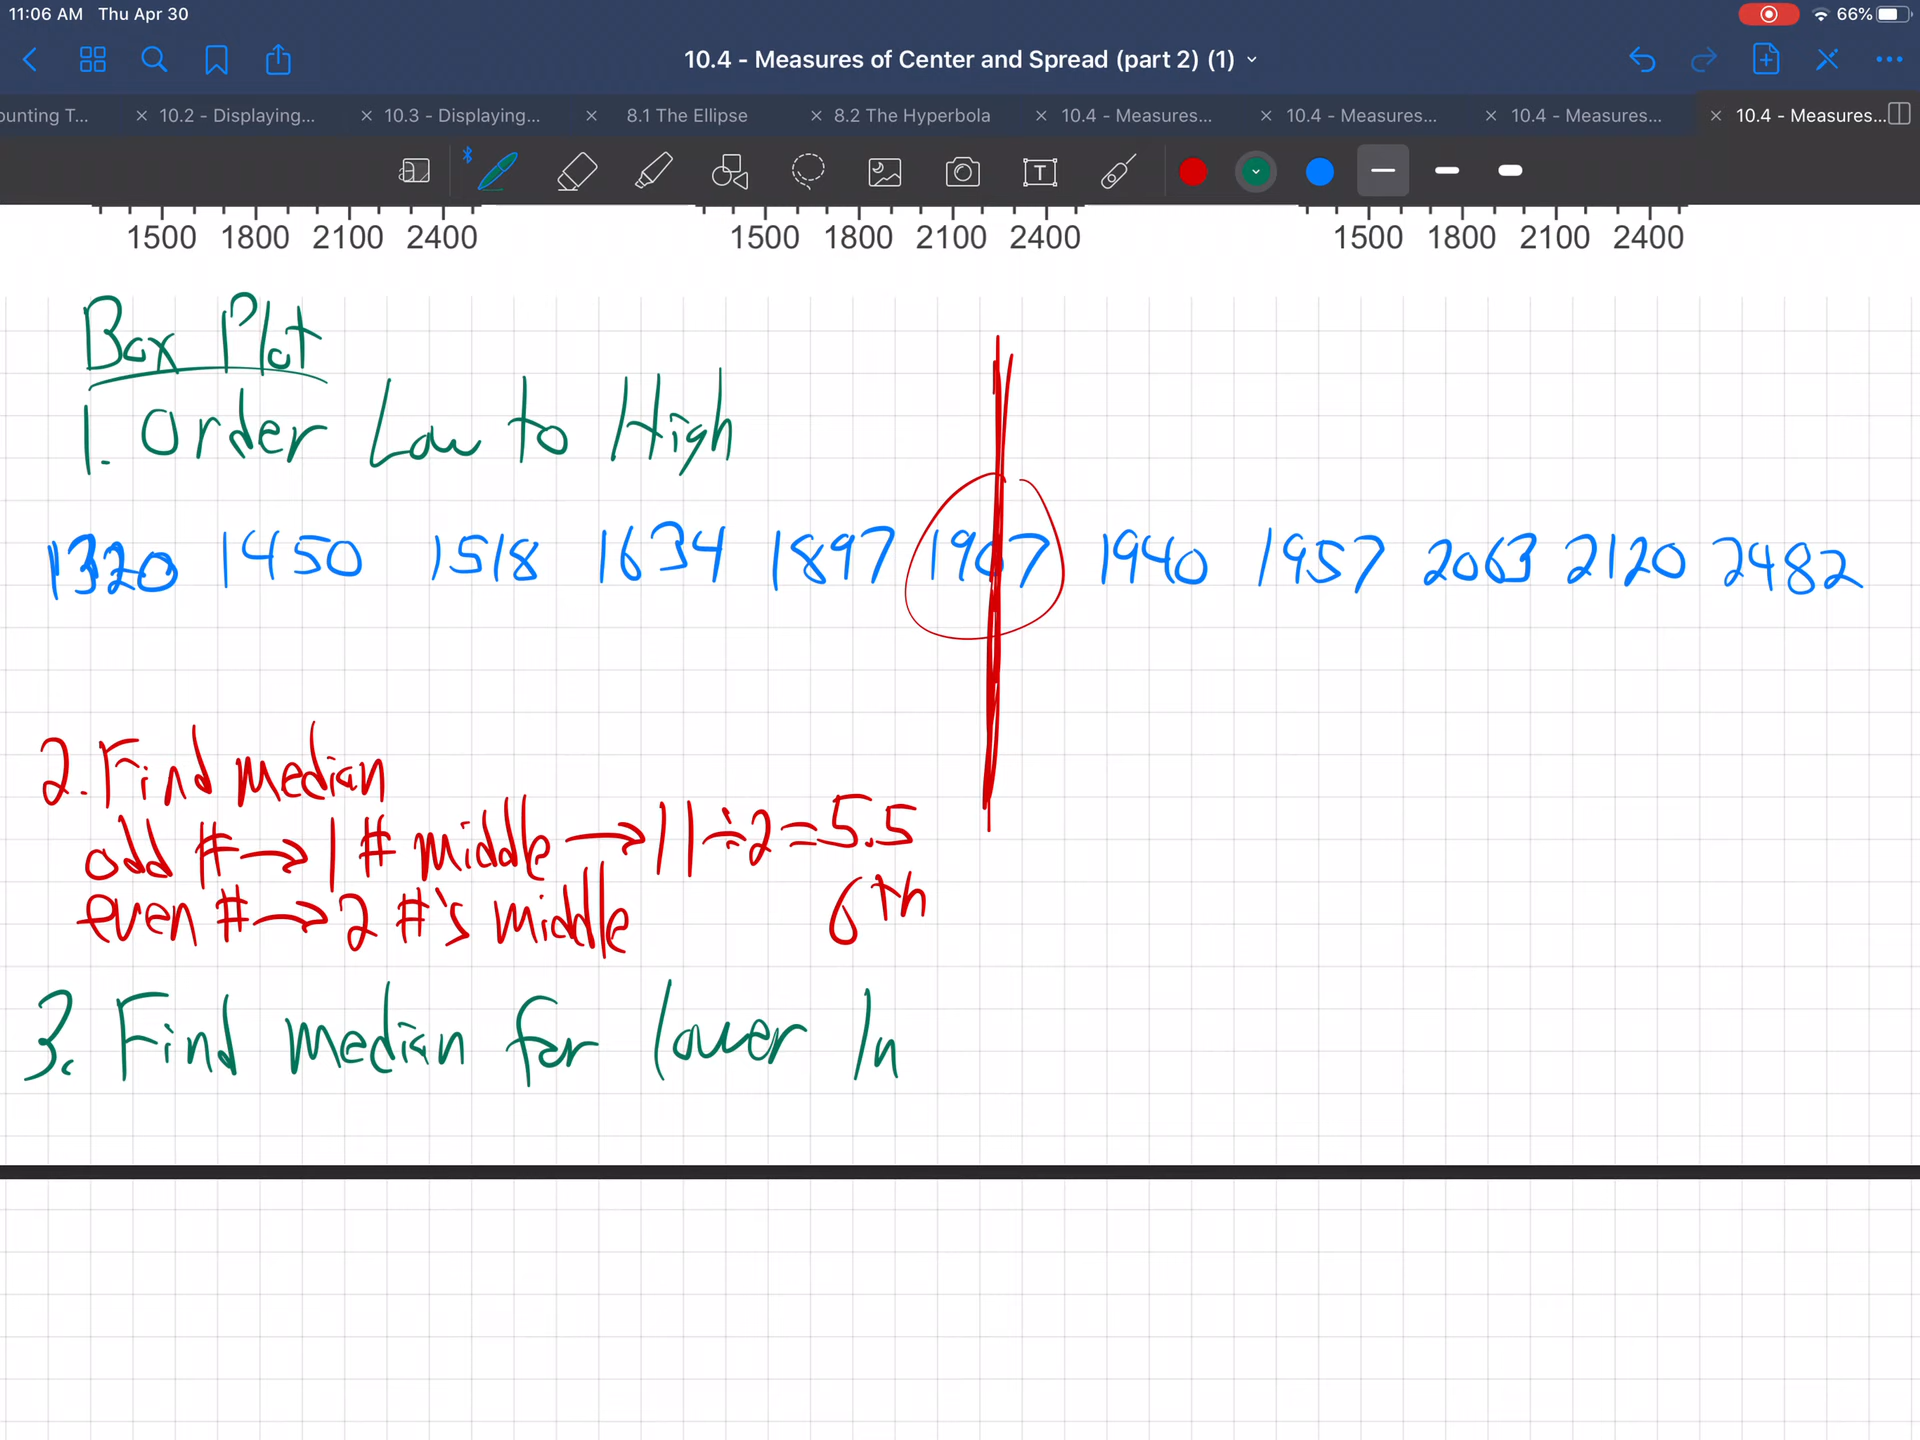 11:06 AM Thu Apr 30
66%
10.4 - Measures of Center and Spread (part 2) (1)
ounting T...
10.2 - Displaying...
10.3 - Displaying...
8.1 The Ellipse
8.2 The Hyperbola
10.4 - Measures...
10.4 - Measures...
10.4 - Measures...
10.4 - Measures...
T
1500 1800 2100 2400
1500 1800 2100 2400
1500 1800 2100 2400
Box Plot
1. Order Low to High
1320 1450 1518 1634 1897 1907 1940 1957 2063 2120 2482
2. Find median
odd # → 1 # middle → 11÷2=5.5
6th
even # → 2 #'s middle
3. Find median for lower